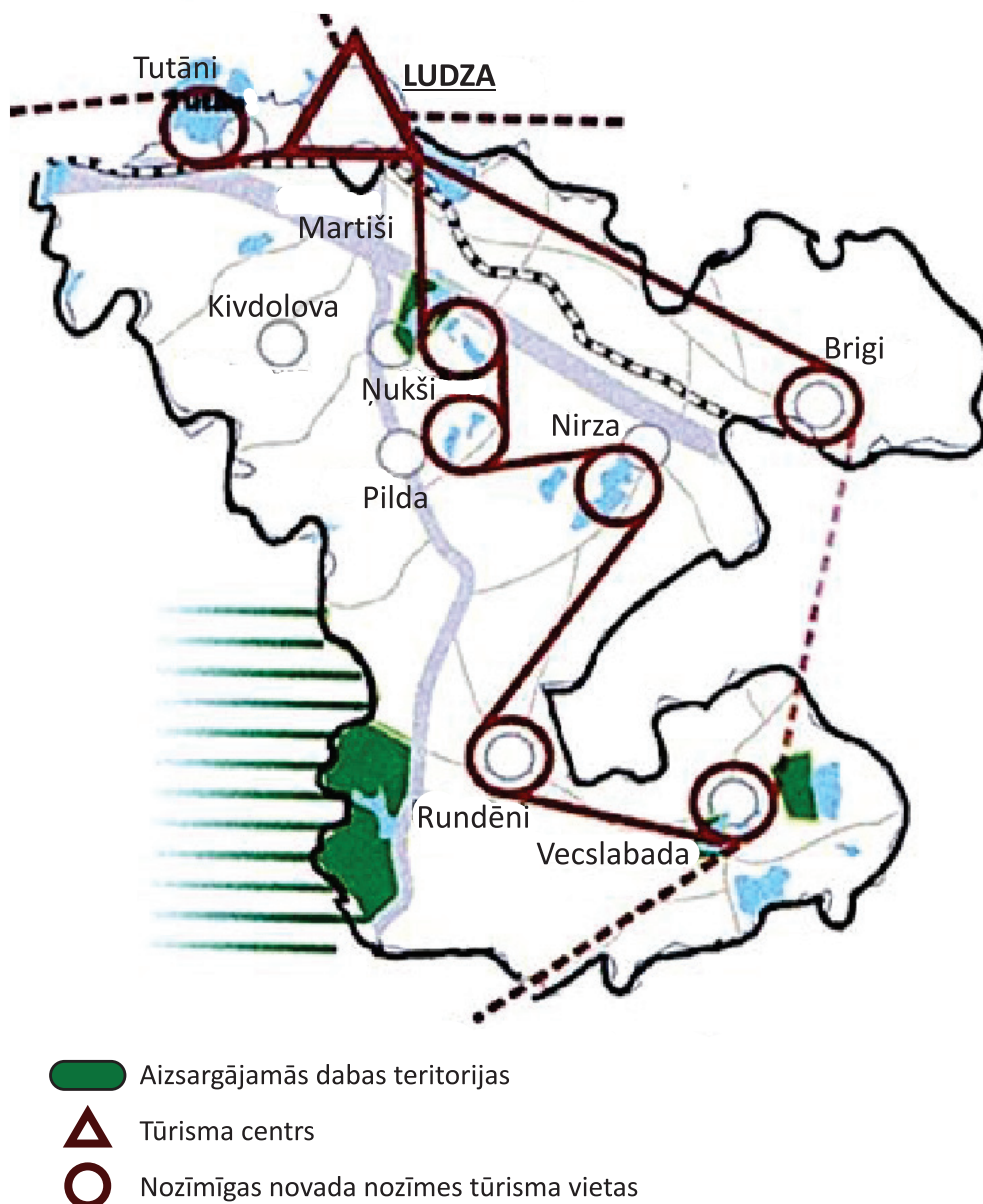 Tutāni
LUDZA
Martiši
Kivdolova
Brigi
Ņukši
Nirza
Pilda
Rundēni
Vecslabada
Aizsargājamās dabas teritorijas
Tūrisma centrs
Nozīmīgas novada nozīmes tūrisma vietas